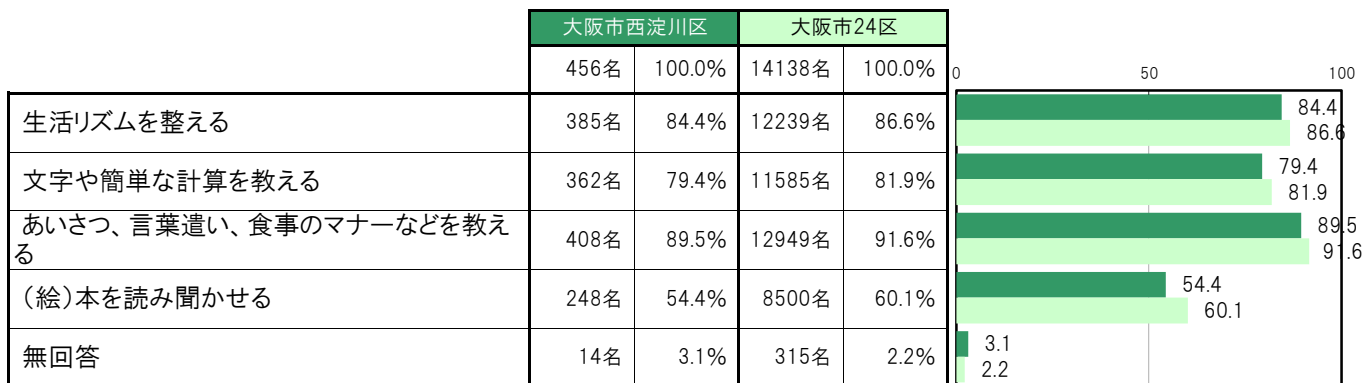 大阪市西淀川区 大阪市24区
456名 100.0% 14138名 100.0% 0 50 100
生活リズムを整える 385名 84.4% 12239名 86.6% 84.4
86.6
文字や簡単な計算を教える 362名 79.4% 11585名 81.9% 79.4
81.9
あいさつ、言葉遣い、食事のマナーなどを教え
る 408名 89.5% 12949名 91.6% 89.5
91.6
（絵）本を読み聞かせる 248名 54.4% 8500名 60.1% 54.4
60.1
無回答 14名 3.1% 315名 2.2% 3.1
2.2